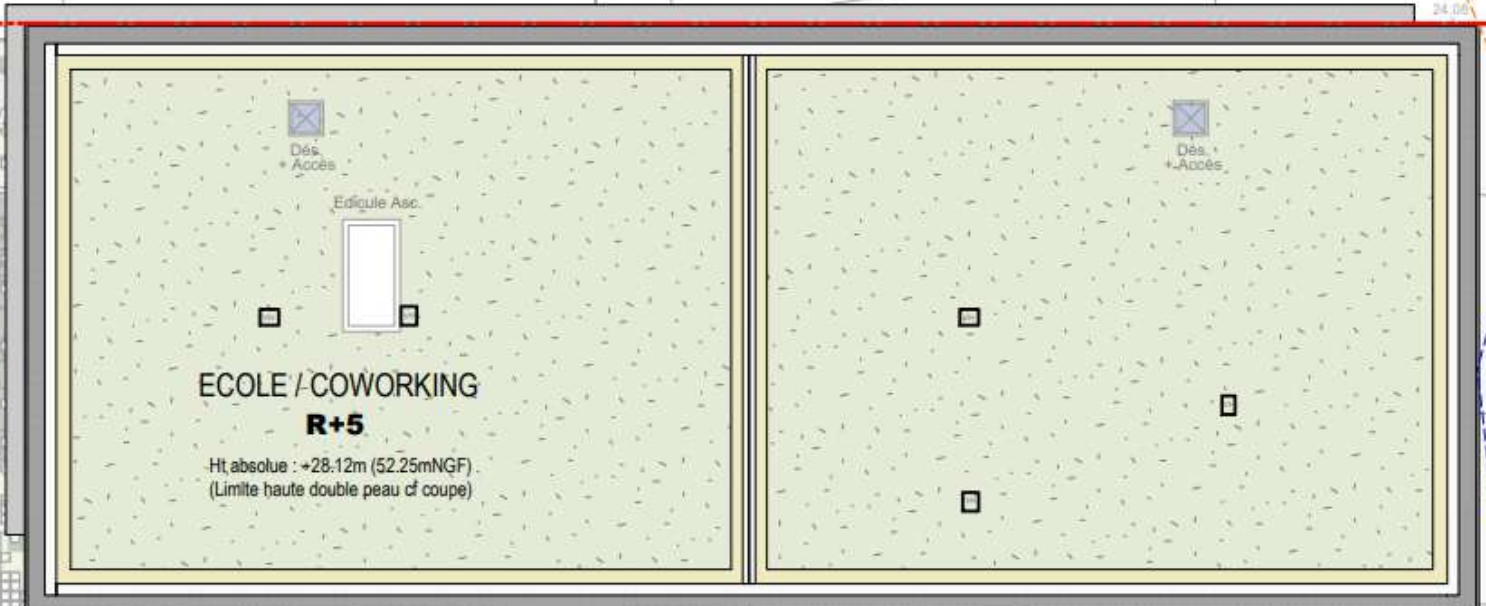 24.08
Dés.
+ Accès
Dés.
+ Accès
Edicule Asc.
ECOLE / COWORKING
R+5
Ht absolue : +28.12m (52.25mNGF)
(Limite haute double peau cf coupe)